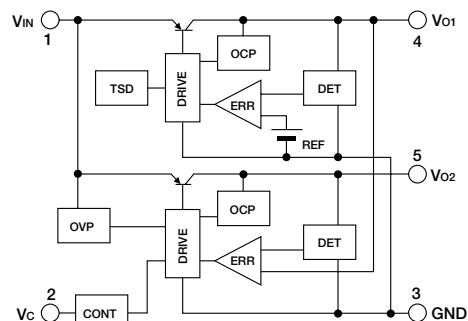 VIN
1
VO1
4
OCP
TSD
DRIVE
ERR
DET
REF
5
VO2
OVP
OCP
DRIVE
ERR
DET
2
VC
CONT
3
GND